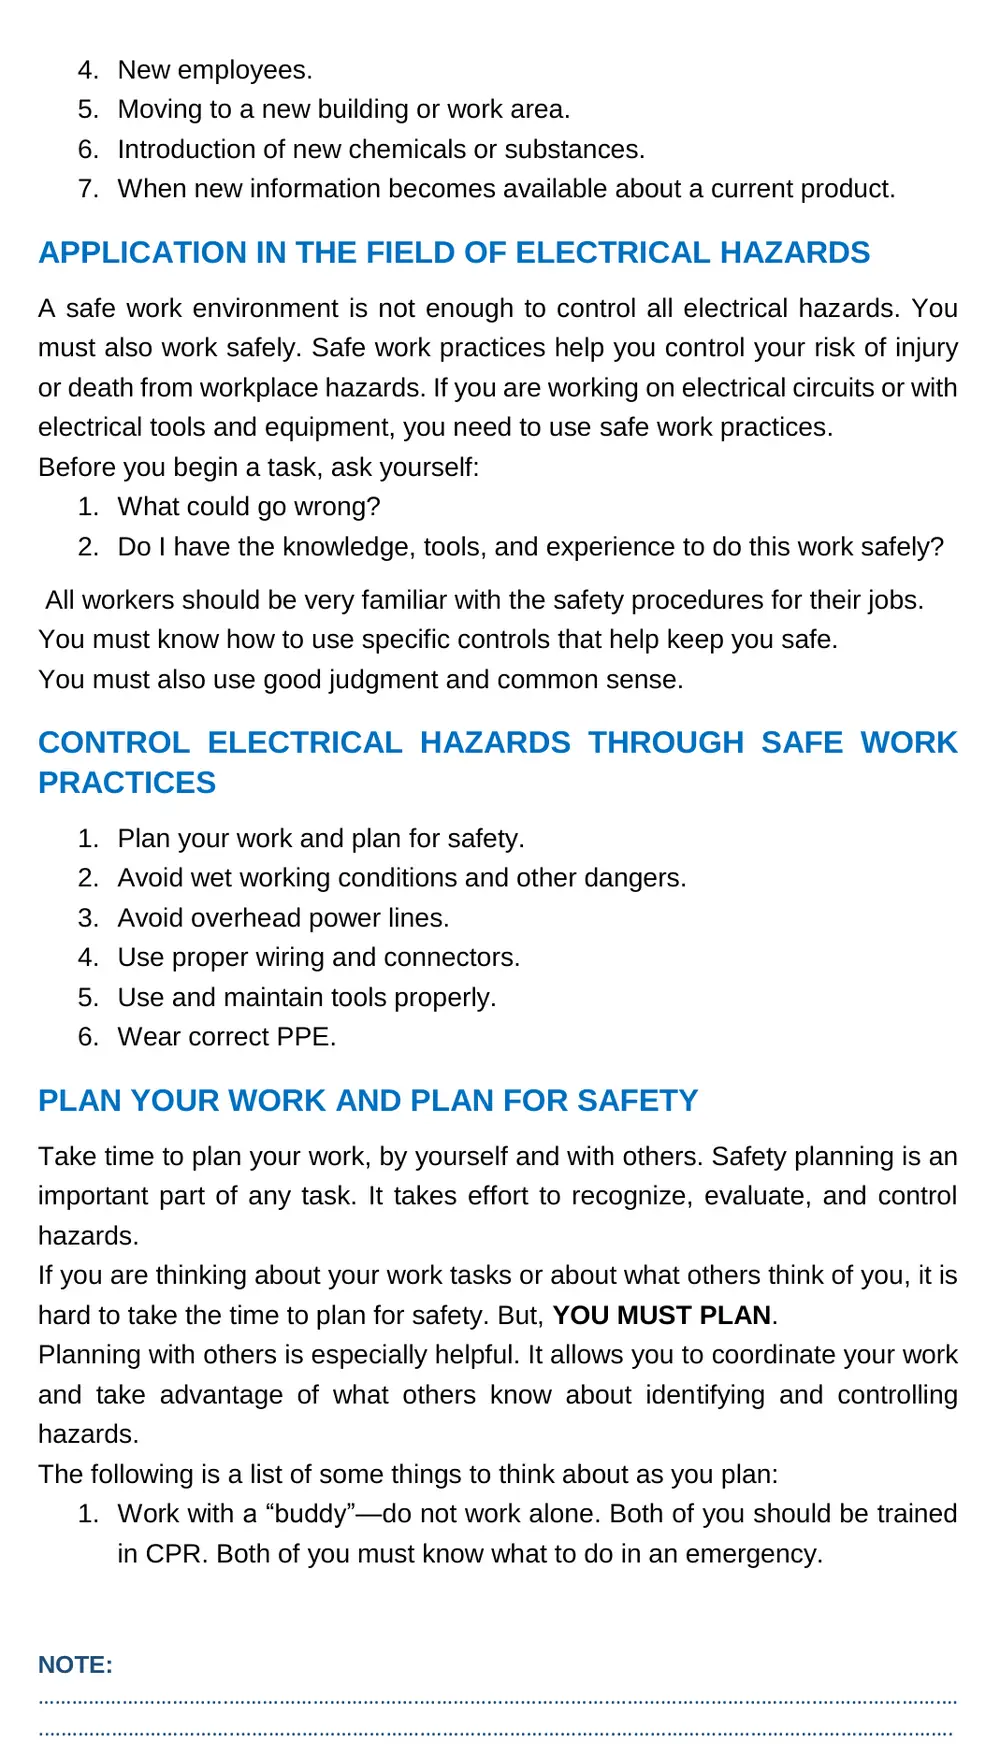 4. New employees.
5. Moving to a new building or work area.
6. Introduction of new chemicals or substances.
7. When new information becomes available about a current product.
APPLICATION IN THE FIELD OF ELECTRICAL HAZARDS
A safe work environment is not enough to control all electrical hazards. You
must also work safely. Safe work practices help you control your risk of injury
or death from workplace hazards. If you are working on electrical circuits or with
electrical tools and equipment, you need to use safe work practices.
Before you begin a task, ask yourself:
1. What could go wrong?
2. Do I have the knowledge, tools, and experience to do this work safely?
All workers should be very familiar with the safety procedures for their jobs.
You must know how to use specific controls that help keep you safe.
You must also use good judgment and common sense.
CONTROL ELECTRICAL HAZARDS THROUGH SAFE WORK
PRACTICES
1. Plan your work and plan for safety.
2. Avoid wet working conditions and other dangers.
3. Avoid overhead power lines.
4. Use proper wiring and connectors.
5. Use and maintain tools properly.
6. Wear correct PPE.
PLAN YOUR WORK AND PLAN FOR SAFETY
Take time to plan your work, by yourself and with others. Safety planning is an
important part of any task. It takes effort to recognize, evaluate, and control
hazards.
If you are thinking about your work tasks or about what others think of you, it is
hard to take the time to plan for safety. But, YOU MUST PLAN.
Planning with others is especially helpful. It allows you to coordinate your work
and take advantage of what others know about identifying and controlling
hazards.
The following is a list of some things to think about as you plan:
1. Work with a “buddy”—do not work alone. Both of you should be trained
in CPR. Both of you must know what to do in an emergency.
NOTE: